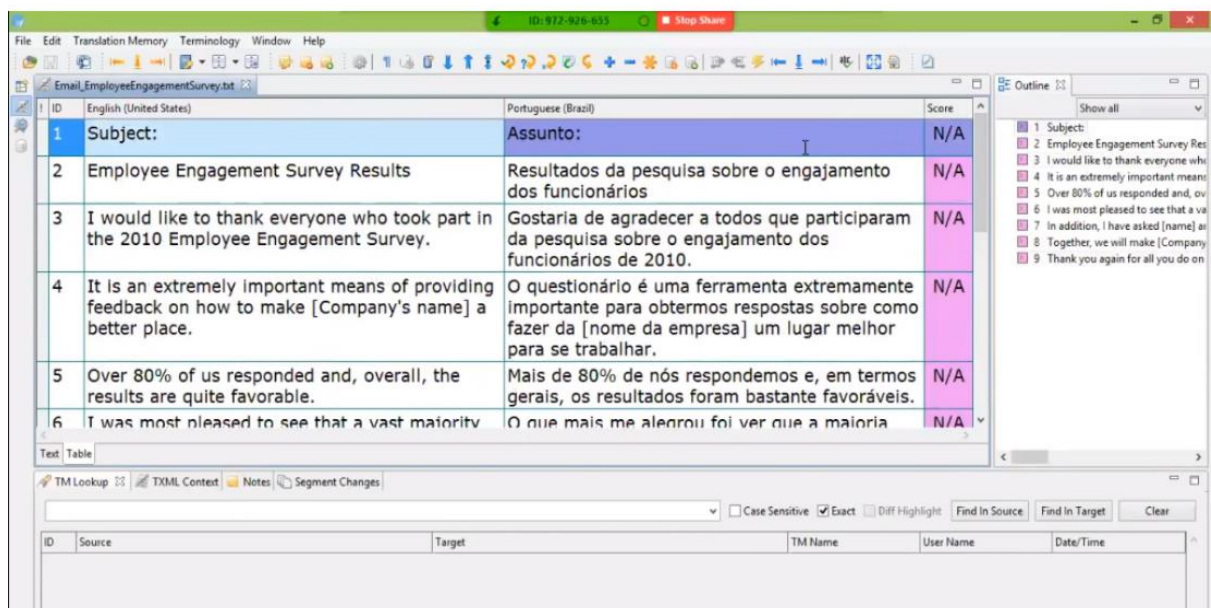 ID: 972-926-655 Stop Share
File Edit Translation Memory Terminology Window Help
Email_EmployeeEngagementSurvey.txt
! ID English (United States) Portuguese (Brazil) Score
1 Subject: Assunto: N/A
2 Employee Engagement Survey Results Resultados da pesquisa sobre o engajamento N/A
dos funcionários
3 I would like to thank everyone who took part in Gostaria de agradecer a todos que participaram N/A
the 2010 Employee Engagement Survey. da pesquisa sobre o engajamento dos
funcionários de 2010.
4 It is an extremely important means of providing O questionário é uma ferramenta extremamente N/A
feedback on how to make [Company's name] a importante para obtermos respostas sobre como
better place. fazer da [nome da empresa] um lugar melhor
para se trabalhar.
5 Over 80% of us responded and, overall, the Mais de 80% de nós respondemos e, em termos N/A
results are quite favorable. gerais, os resultados foram bastante favoráveis.
6 I was most pleased to see that a vast majority O que mais me alegrou foi ver que a maioria N/A
Text Table
Outline
Show all
1 Subject:
2 Employee Engagement Survey Res
3 I would like to thank everyone who
4 It is an extremely important means
5 Over 80% of us responded and, ov
6 I was most pleased to see that a va
7 In addition, I have asked [name] an
8 Together, we will make [Company
9 Thank you again for all you do on
TM Lookup TXML Context Notes Segment Changes
Case Sensitive Exact Diff Highlight Find In Source Find In Target Clear
ID Source Target TM Name User Name Date/Time